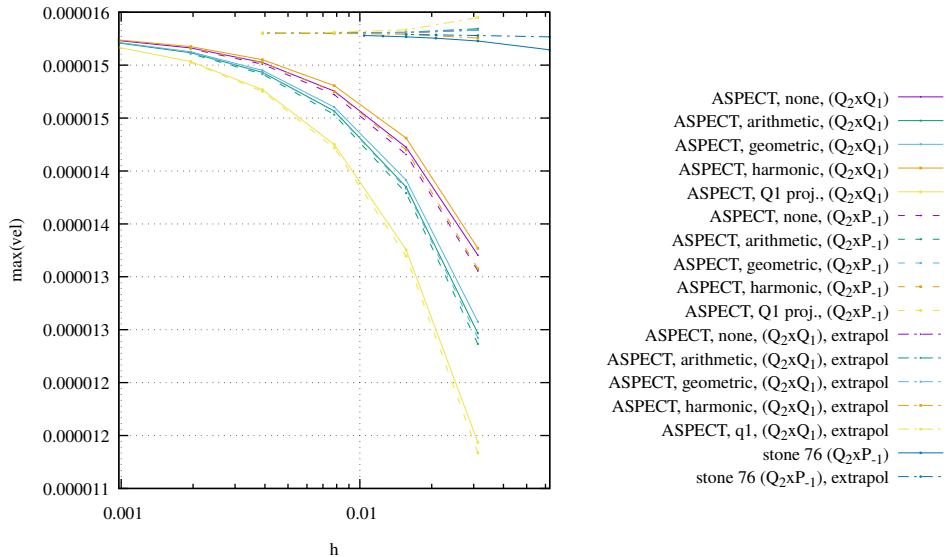 0.000016
0.000015
0.000015
0.000014
0.000014
0.000013
0.000013
0.000012
0.000012
0.000011
max(vel)
0.001 0.01
h
ASPECT, none, (Q2xQ1)
ASPECT, arithmetic, (Q2xQ1)
ASPECT, geometric, (Q2xQ1)
ASPECT, harmonic, (Q2xQ1)
ASPECT, Q1 proj., (Q2xQ1)
ASPECT, none, (Q2xP-1)
ASPECT, arithmetic, (Q2xP-1)
ASPECT, geometric, (Q2xP-1)
ASPECT, harmonic, (Q2xP-1)
ASPECT, Q1 proj., (Q2xP-1)
ASPECT, none, (Q2xQ1), extrapol
ASPECT, arithmetic, (Q2xQ1), extrapol
ASPECT, geometric, (Q2xQ1), extrapol
ASPECT, harmonic, (Q2xQ1), extrapol
ASPECT, q1, (Q2xQ1), extrapol
stone 76 (Q2xP-1)
stone 76 (Q2xP-1), extrapol